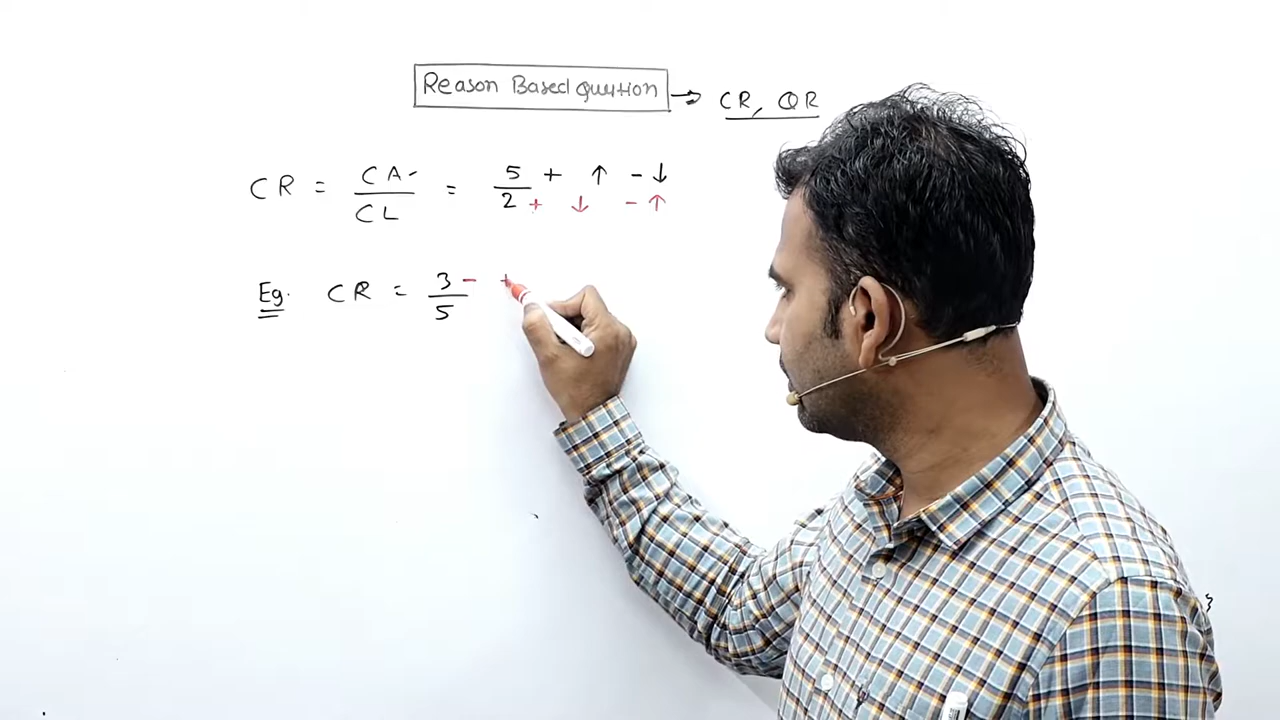 Reason Based Question → CR, QR
CR = CA / CL = 5 + ↑ - ↓ / 2 + ↓ - ↑
Eg. CR = 3 - + / 5